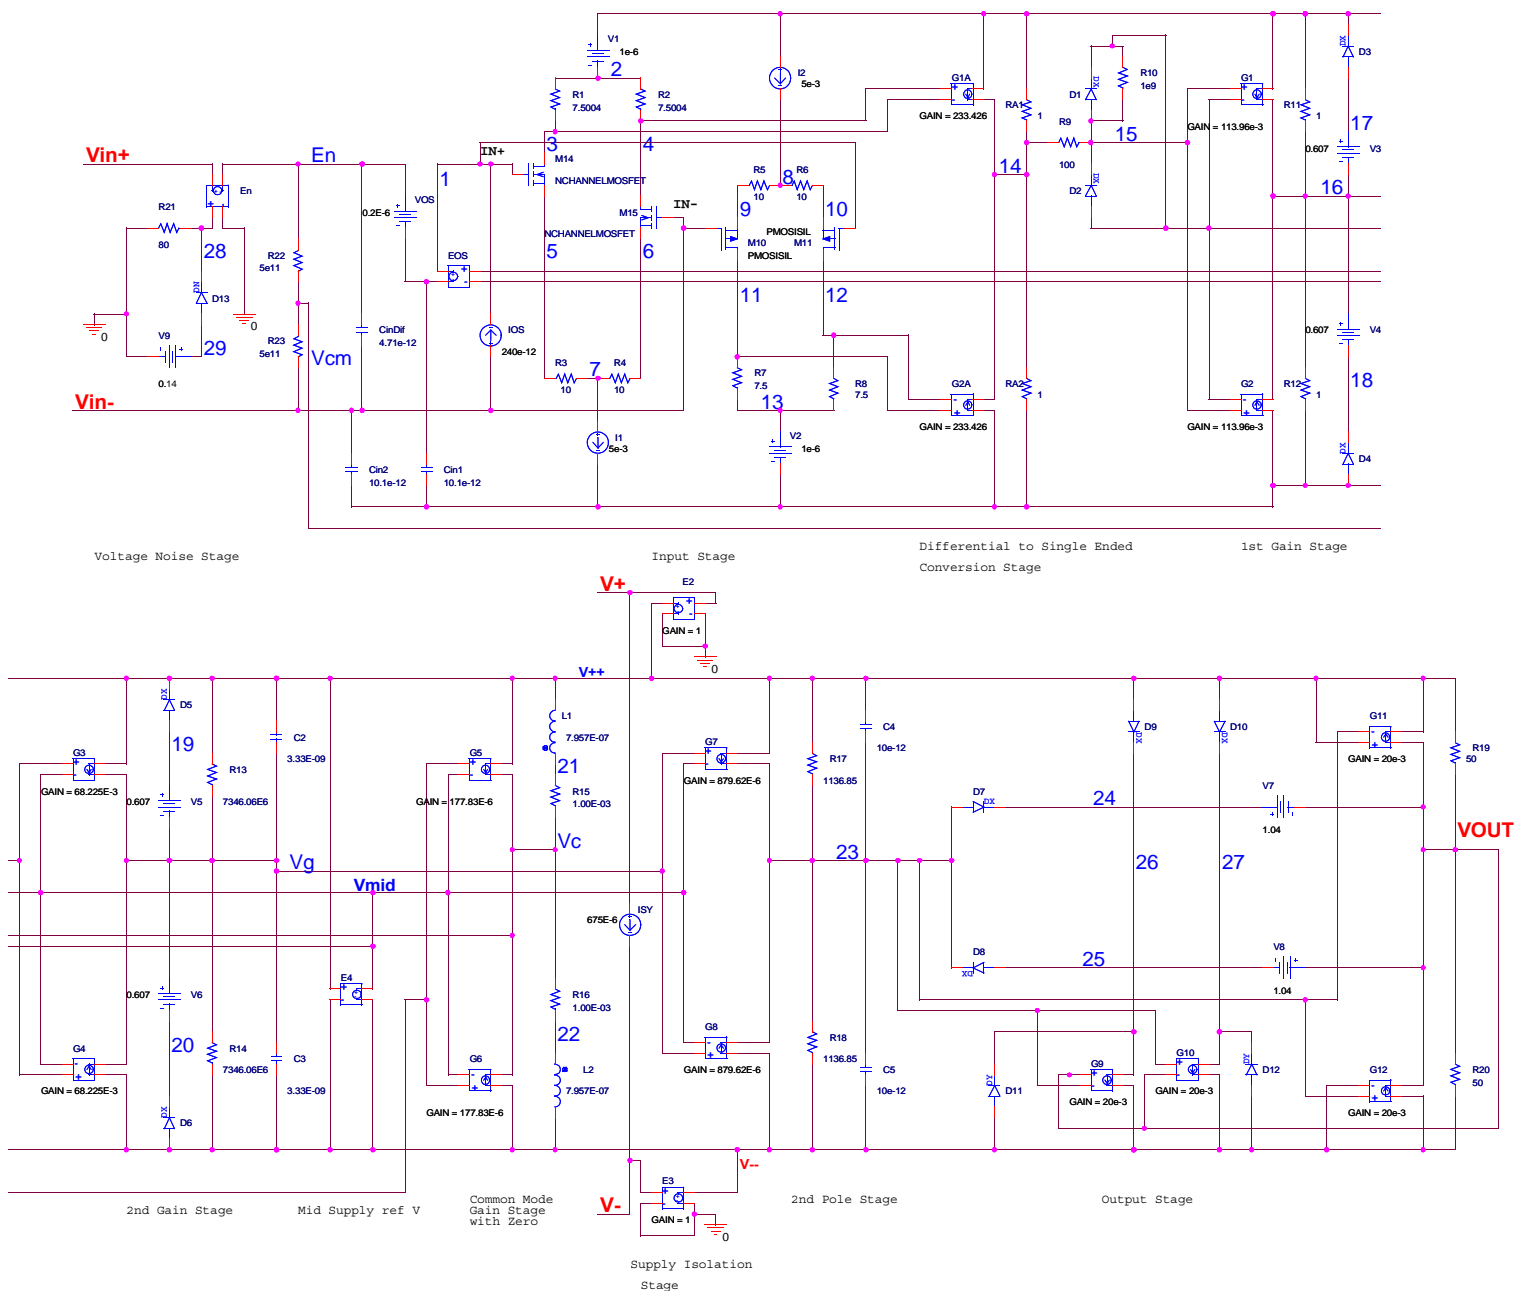 V1
1e-6
2
R1
7.5004
R2
7.5004
I2
5e-3
G1A
GAIN = 233.426
RA1
1
D1
DX
R10
1e9
R9
100
15
D2
DX
G1
GAIN = 113.96e-3
R11
1
DX
D3
17
0.607
V3
16
Vin+
En
En
R21
80
28
DN
D13
0
0
V9
29
0.14
R22
5e11
R23
5e11
Vcm
Vin-
VOS
0.2E-6
CinDif
4.71e-12
Cin2
10.1e-12
Cin1
10.1e-12
1
IN+
3
4
M14
NCHANNELMOSFET
M15
NCHANNELMOSFET
IN-
5
6
EOS
IOS
240e-12
R3
10
7
R4
10
I1
5e-3
R5
10
8
R6
10
9
10
M10
PMOSISIL
PMOSISIL
M11
11
12
R7
7.5
R8
7.5
13
V2
1e-6
14
G2A
GAIN = 233.426
RA2
1
G2
GAIN = 113.96e-3
R12
1
0.607
V4
18
DX
D4
Voltage Noise Stage
Input Stage
Differential to Single Ended
Conversion Stage
1st Gain Stage
V+
E2
GAIN = 1
0
V++
DX
D5
19
G3
GAIN = 68.225E-3
0.607
V5
R13
7346.06E6
C2
3.33E-09
Vg
Vmid
0.607
V6
20
G4
GAIN = 68.225E-3
R14
7346.06E6
C3
3.33E-09
DX
D6
E4
G5
GAIN = 177.83E-6
L1
7.957E-07
21
R15
1.00E-03
Vc
R16
1.00E-03
22
L2
7.957E-07
G6
GAIN = 177.83E-6
ISY
675E-6
G7
GAIN = 879.62E-6
R17
1136.85
C4
10e-12
23
G8
GAIN = 879.62E-6
R18
1136.85
C5
10e-12
D7
DX
24
V7
1.04
D8
DX
25
V8
1.04
D9
DX
26
D10
DX
27
G11
GAIN = 20e-3
R19
50
VOUT
DY
D11
G9
GAIN = 20e-3
G10
GAIN = 20e-3
DY
D12
G12
GAIN = 20e-3
R20
50
V--
V-
E3
GAIN = 1
0
2nd Gain Stage
Mid Supply ref V
Common Mode
Gain Stage
with Zero
2nd Pole Stage
Output Stage
Supply Isolation
Stage